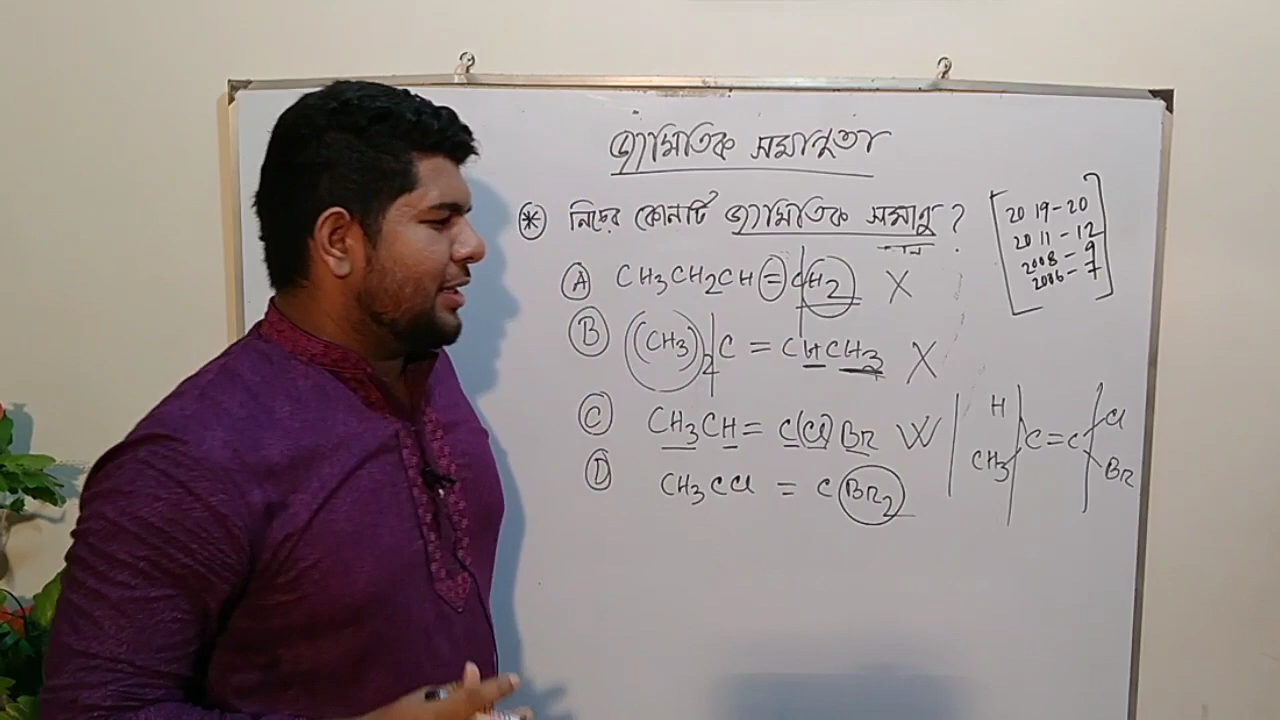 জ্যামিতিক সমানুতা
(*) নিচের কোনটি জ্যামিতিক সমানু ?
[2019-20
2011-12
2008-9
2006-7]
(A) CH3CH2CH=CH2 X
(B) (CH3)2C = CHCH3 X
(C) CH3CH = C(Cl)Br
(D) CH3CCl = CBr2
H Cl
C=C
CH3 Br